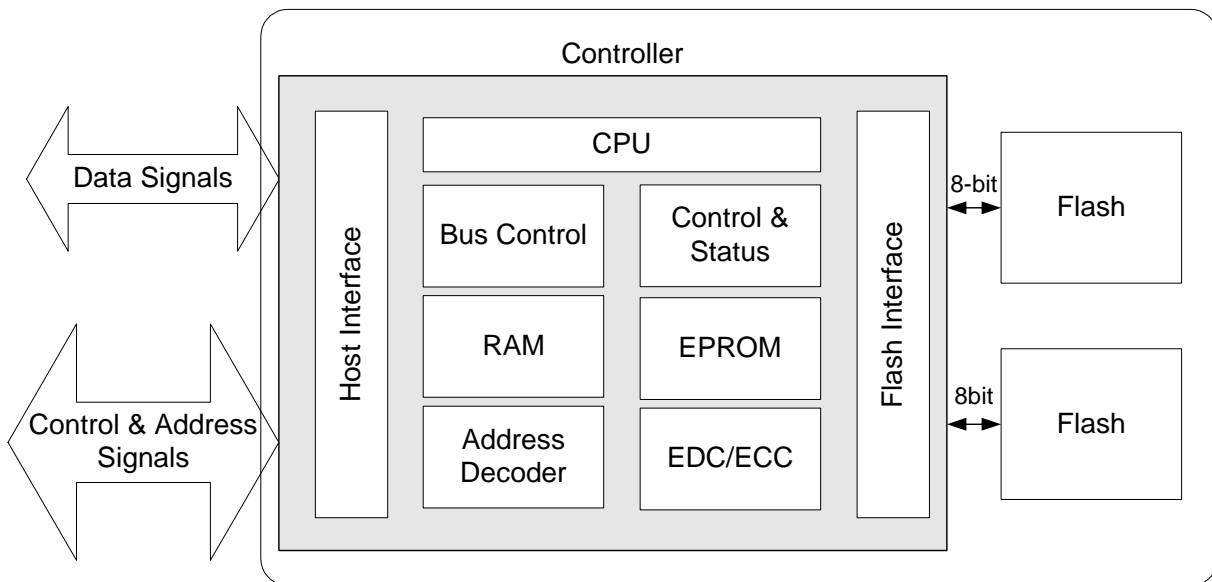 Controller
CPU
Data Signals
Bus Control
Control &
Status
Host Interface
Flash Interface
8-bit
Flash
RAM
EPROM
Control & Address
Signals
Address
Decoder
EDC/ECC
8bit
Flash